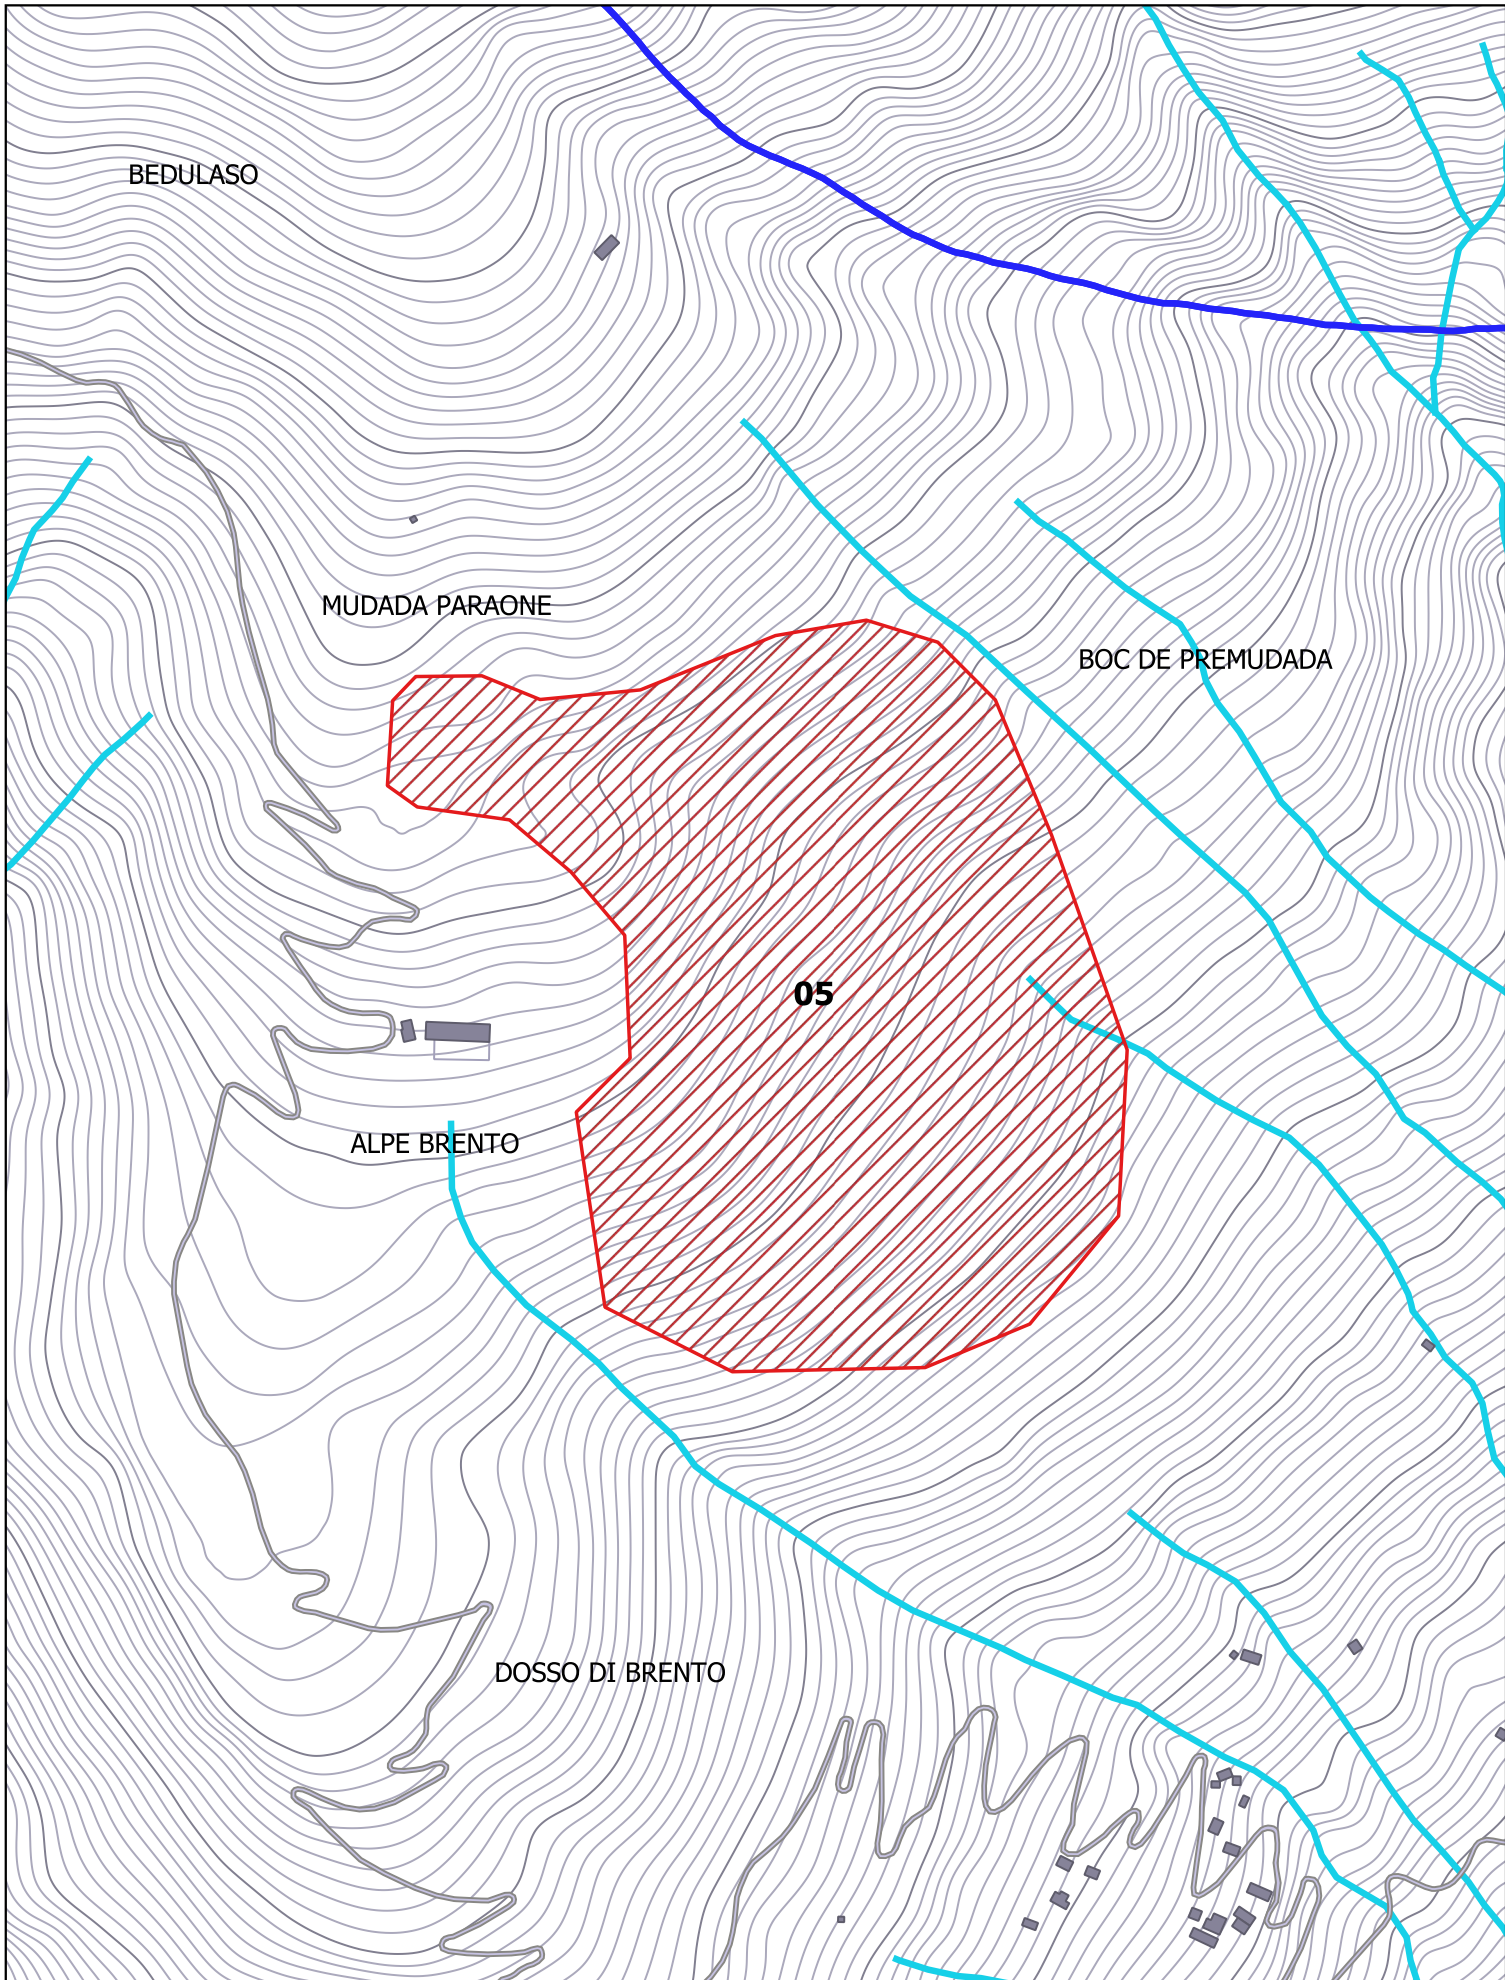 BEDULASO
MUDADA PARAONE
BOC DE PREMUDADA
05
ALPE BRENTO
DOSSO DI BRENTO